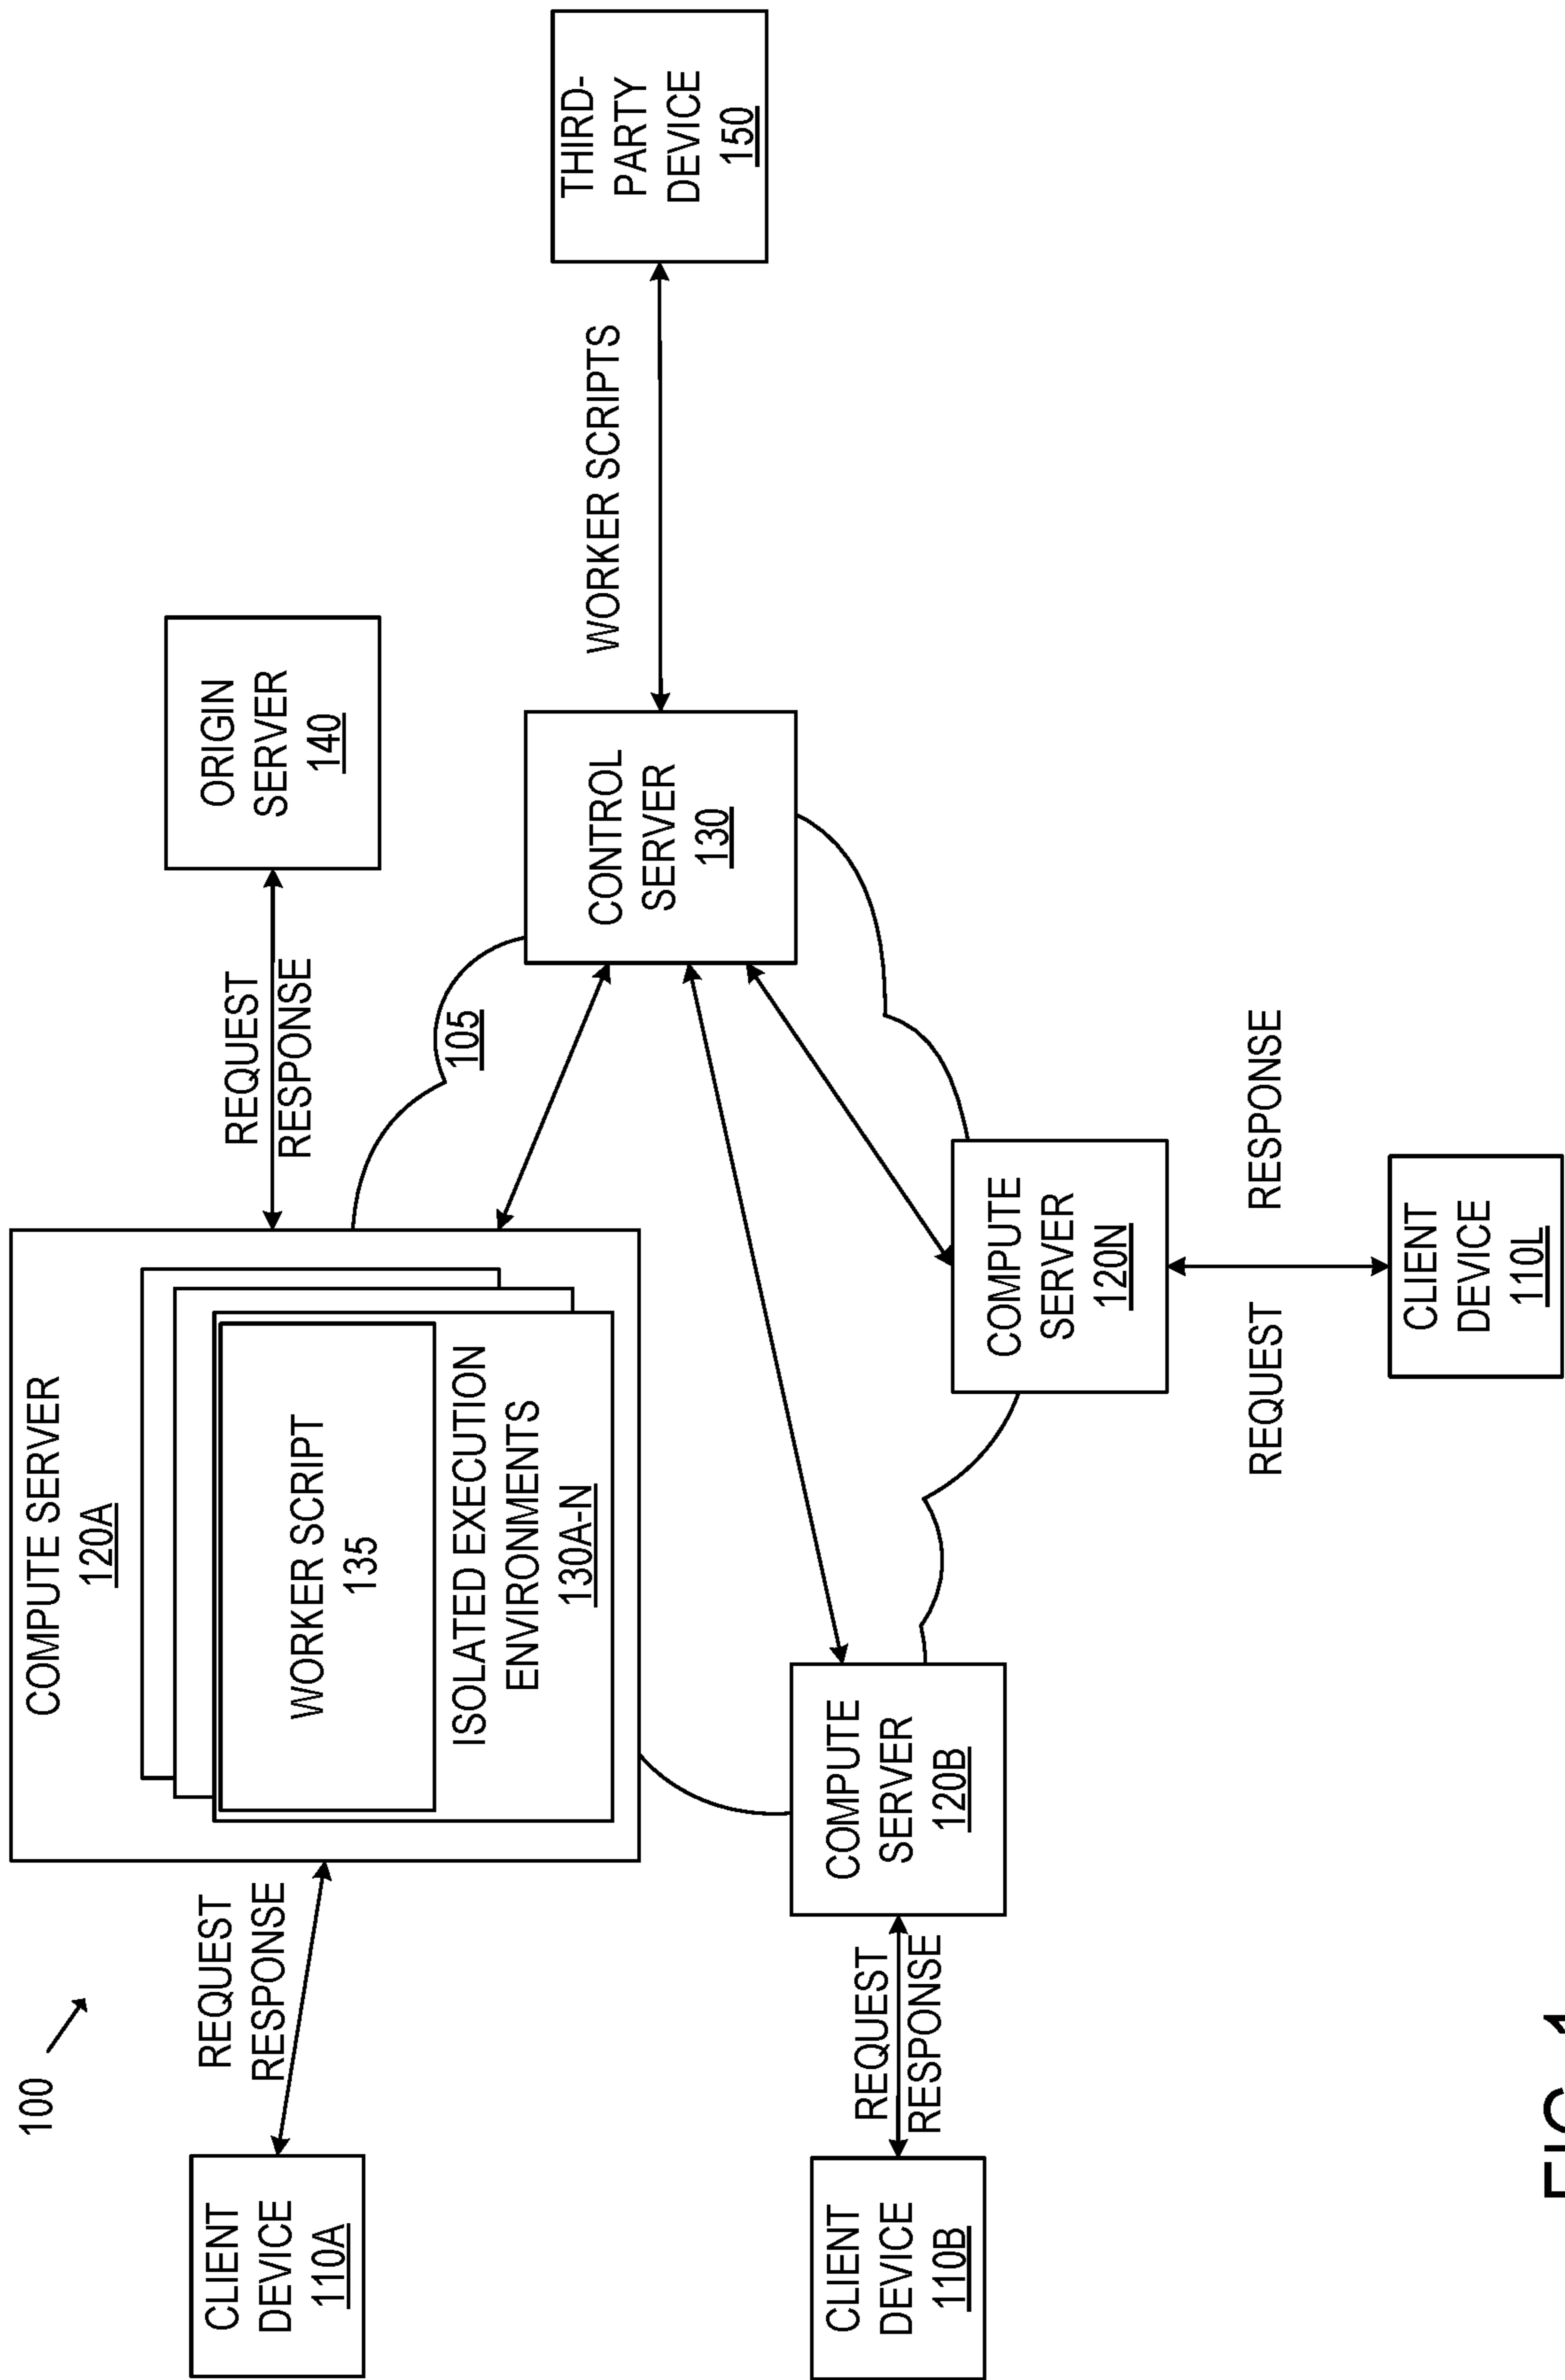 100
CLIENT
DEVICE
110A
REQUEST
RESPONSE
COMPUTE SERVER
120A
WORKER SCRIPT
135
ISOLATED EXECUTION
ENVIRONMENTS
130A-N
REQUEST
RESPONSE
ORIGIN
SERVER
140
105
CONTROL
SERVER
130
WORKER SCRIPTS
THIRD-
PARTY
DEVICE
150
CLIENT
DEVICE
110B
REQUEST
RESPONSE
COMPUTE
SERVER
120B
COMPUTE
SERVER
120N
REQUEST
RESPONSE
CLIENT
DEVICE
110L